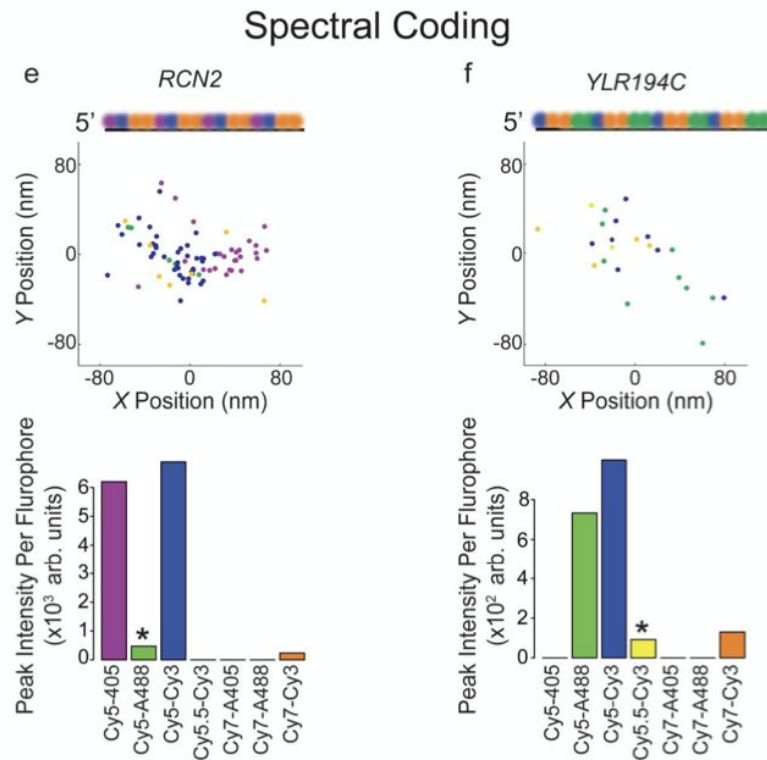 Spectral Coding
e RCN2
5'
80
0
-80
Y Position (nm)
-80 0 80
X Position (nm)
Peak Intensity Per Flurophore
(x10³ arb. units)
6
5
4
3
2
1
0
*
Cy5-405
Cy5-A488
Cy5-Cy3
Cy5.5-Cy3
Cy7-A405
Cy7-A488
Cy7-Cy3
f YLR194C
5'
80
0
-80
Y Position (nm)
-80 0 80
X Position (nm)
Peak Intensity Per Flurophore
(x10² arb. units)
8
6
4
2
0
*
Cy5-405
Cy5-A488
Cy5-Cy3
Cy5.5-Cy3
Cy7-A405
Cy7-A488
Cy7-Cy3